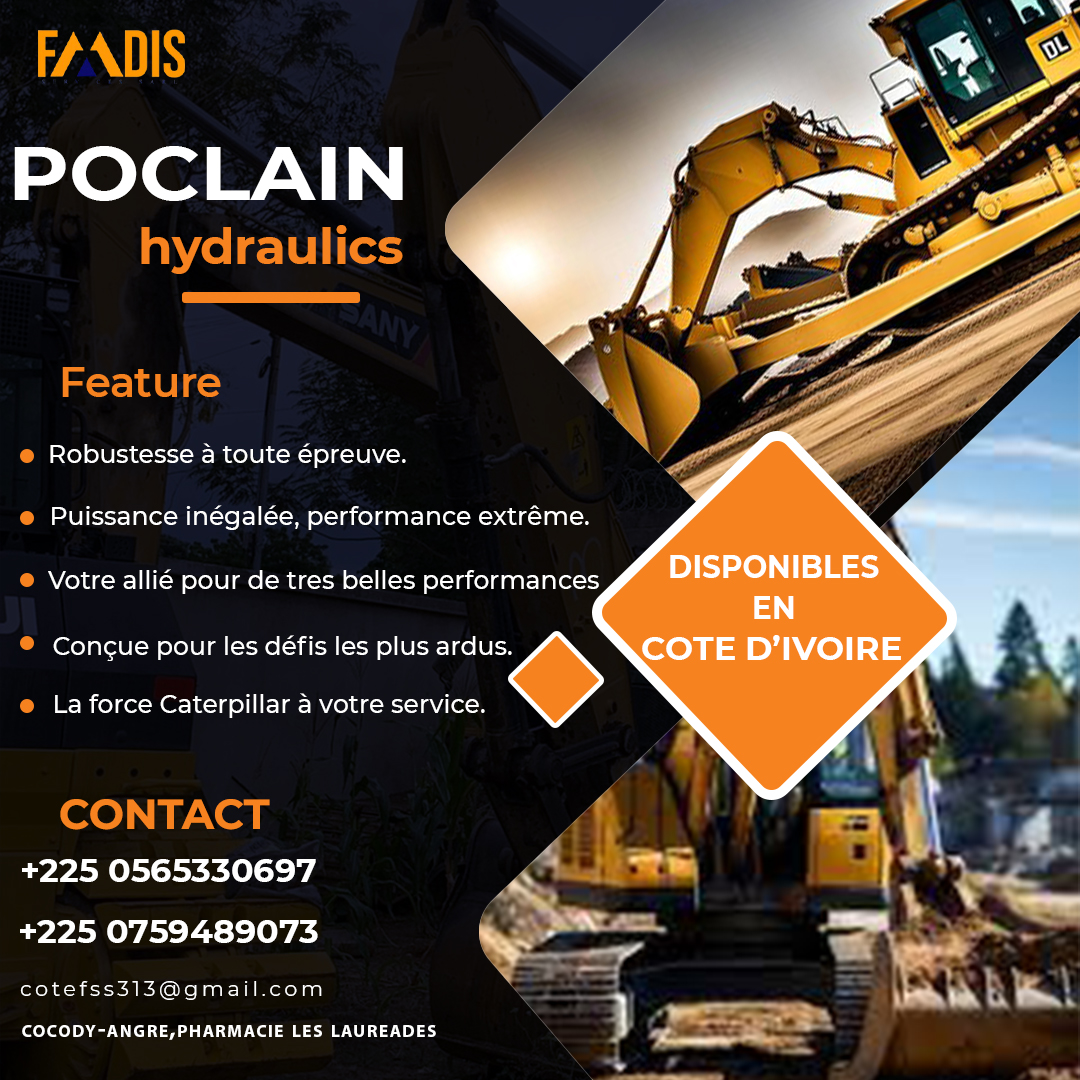 FAADIS
POCLAIN
hydraulics
SANY
DL
Feature
Robustesse à toute épreuve.
Puissance inégalée, performance extrême.
Votre allié pour de tres belles performances
Conçue pour les défis les plus ardus.
La force Caterpillar à votre service.
DISPONIBLES
EN
COTE D’IVOIRE
CONTACT
+225 0565330697
+225 0759489073
cotefss313@gmail.com
COCODY-ANGRE,PHARMACIE LES LAUREADES